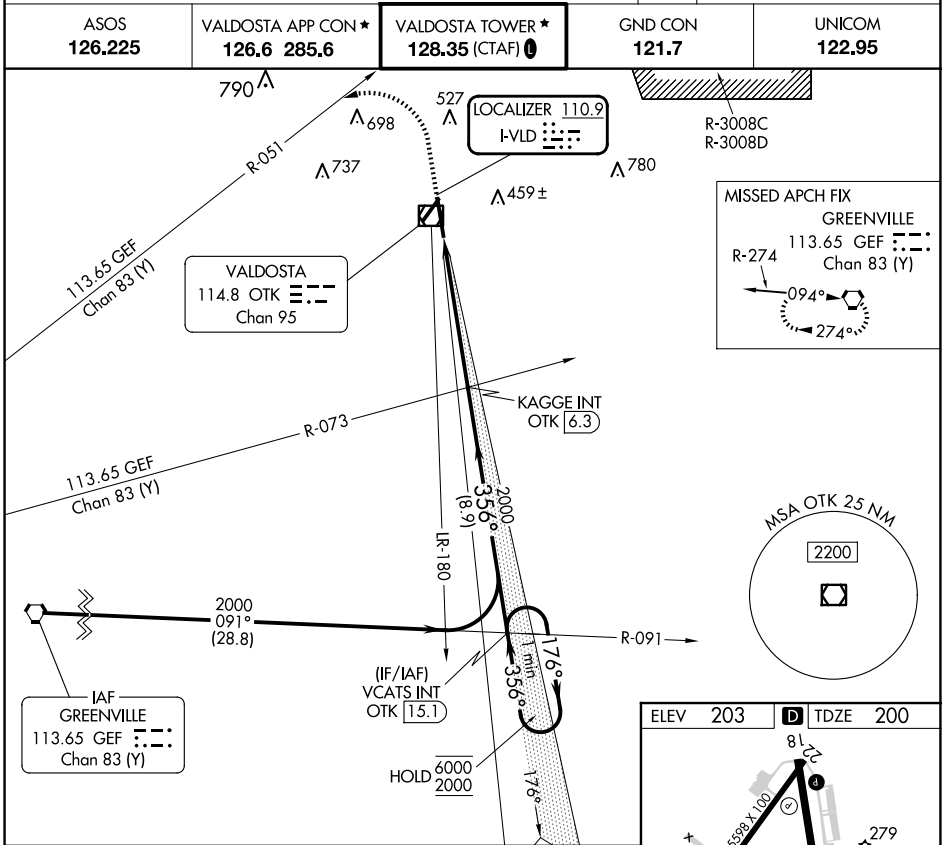 ASOS
126.225
VALDOSTA APP CON ★
126.6 285.6
VALDOSTA TOWER ★
128.35 (CTAF) L
GND CON
121.7
UNICOM
122.95
790
698
527
LOCALIZER 110.9
I-VLD
R-3008C
R-3008D
R-051
737
780
459 ±
MISSED APCH FIX
GREENVILLE
113.65 GEF
Chan 83 (Y)
R-274
094°
274°
113.65 GEF
Chan 83 (Y)
VALDOSTA
114.8 OTK
Chan 95
KAGGE INT
OTK 6.3
R-073
113.65 GEF
Chan 83 (Y)
2000
356°
(8.9)
LR-180
MSA OTK 25 NM
2200
2000
091°
(28.8)
R-091
176°
1 min
356°
(IF/IAF)
VCATS INT
OTK 15.1
IAF
GREENVILLE
113.65 GEF
Chan 83 (Y)
HOLD 6000
2000
176°
ELEV 203
D
TDZE 200
18
22
P
P
5598 X 100
279
x